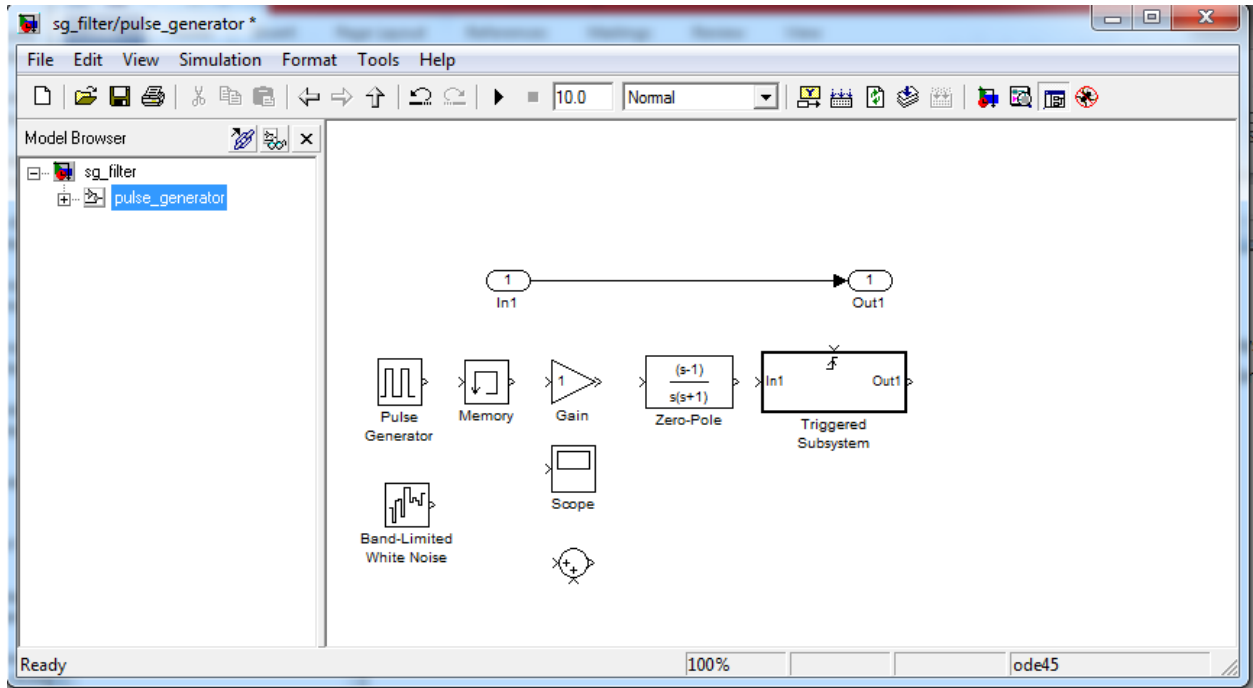 sg_filter/pulse_generator *
File Edit View Simulation Format Tools Help
10.0 Normal
Model Browser
sg_filter
pulse_generator
1 1
In1 Out1
1 (s-1) In1 Out1
s(s+1)
Pulse Memory Gain Zero-Pole Triggered
Generator Subsystem
Scope
Band-Limited
White Noise
Ready 100% ode45